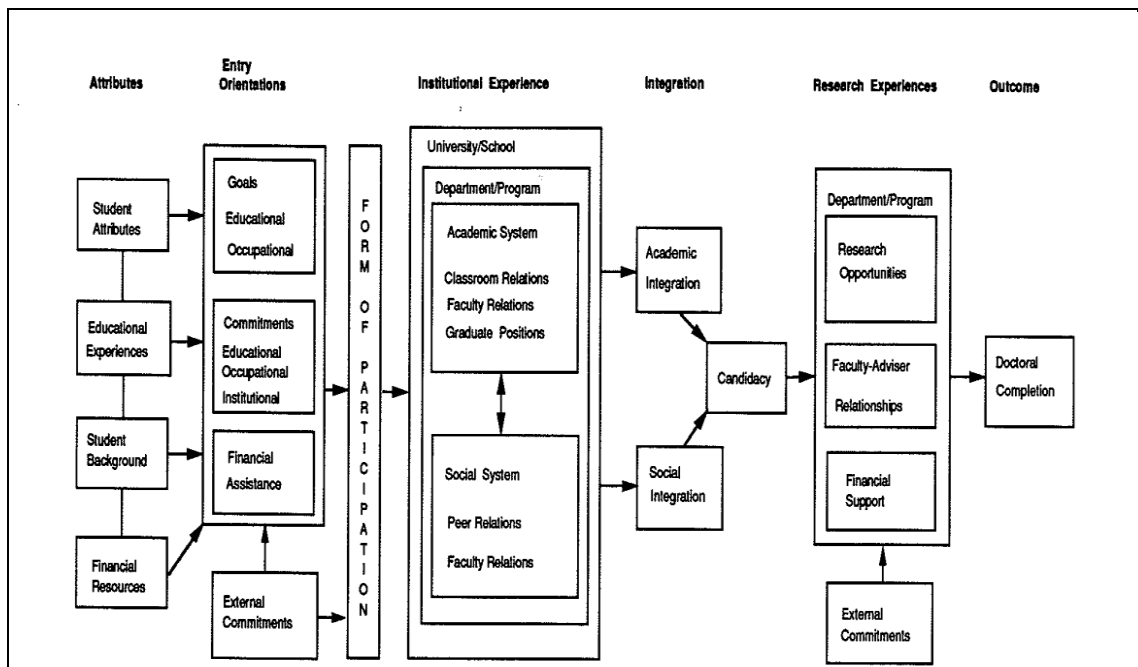 Attributes
Entry
Orientations
Institutional Experience
Integration
Research Experiences
Outcome
Student
Attributes
Educational
Experiences
Student
Background
Financial
Resources
Goals
Educational
Occupational
Commitments
Educational
Occupational
Institutional
Financial
Assistance
External
Commitments
FORM OF PARTICIPATION
University/School
Department/Program
Academic System
Classroom Relations
Faculty Relations
Graduate Positions
Social System
Peer Relations
Faculty Relations
Academic
Integration
Social
Integration
Candidacy
Department/Program
Research
Opportunities
Faculty-Adviser
Relationships
Financial
Support
External
Commitments
Doctoral
Completion